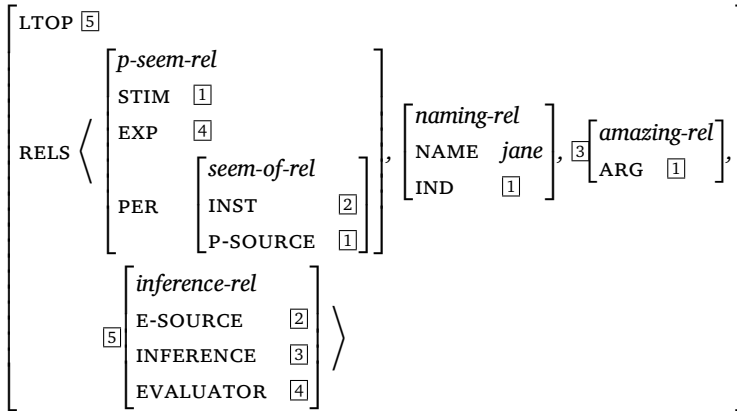 LTOP 5
p-seem-rel
STIM 1
EXP 4
PER
seem-of-rel
INST 2
P-SOURCE 1
RELS
,
naming-rel
NAME jane
IND 1
, 3
amazing-rel
ARG 1
,
5
inference-rel
E-SOURCE 2
INFERENCE 3
EVALUATOR 4